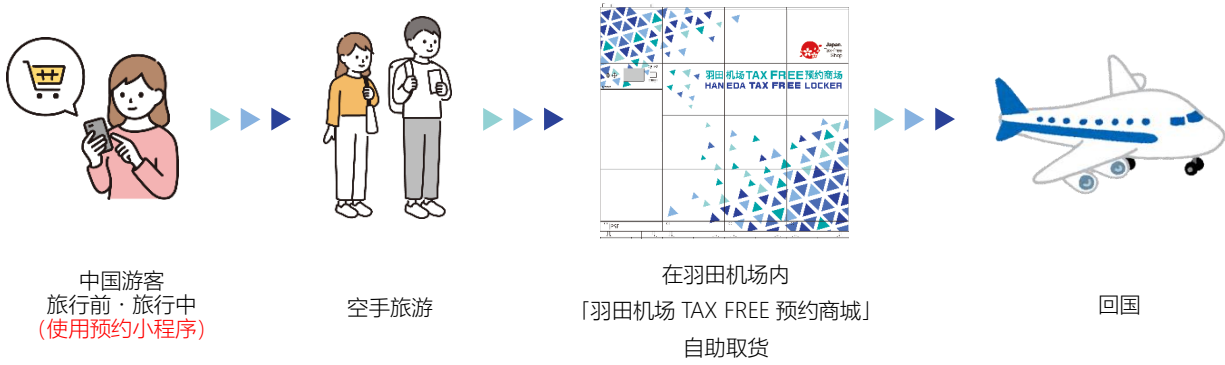 Japan.
Tax-Free
Shop
羽田机场TAX FREE预约商场
HANEDA TAX FREE LOCKER
中国游客
旅行前·旅行中
(使用预约小程序)
空手旅游
在羽田机场内
「羽田机场 TAX FREE 预约商城」
自助取货
回国